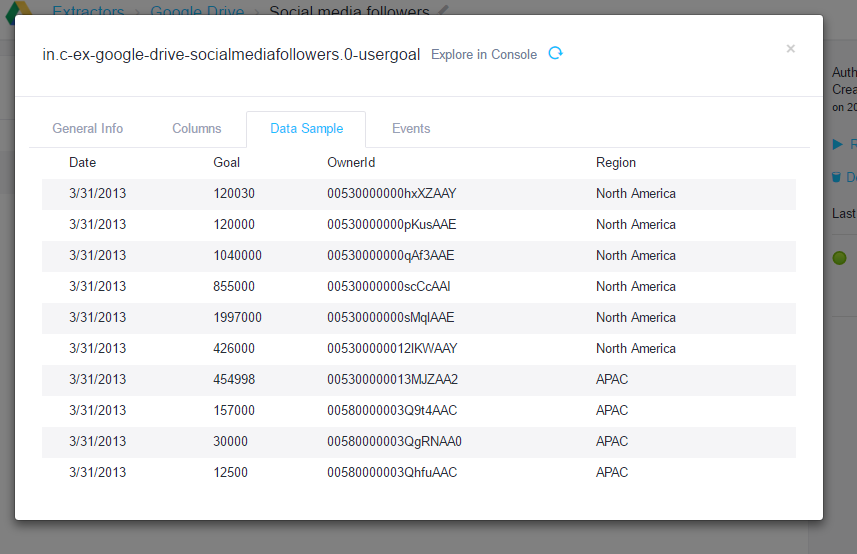 Extractors > Google Drive > Social media followers
in.c-ex-google-drive-socialmediafollowers.0-usergoal Explore in Console ×
General Info Columns Data Sample Events
Date Goal OwnerId Region
3/31/2013 120030 00530000000hxXZAAY North America
3/31/2013 120000 00530000000pKusAAE North America
3/31/2013 1040000 00530000000qAf3AAE North America
3/31/2013 855000 00530000000scCcAAI North America
3/31/2013 1997000 00530000000sMqlAAE North America
3/31/2013 426000 005300000012IKWAAY North America
3/31/2013 454998 005300000013MJZAA2 APAC
3/31/2013 157000 00580000003Q9t4AAC APAC
3/31/2013 30000 00580000003QgRNAA0 APAC
3/31/2013 12500 00580000003QhfuAAC APAC
Auth
Crea
on 20
R
De
Last